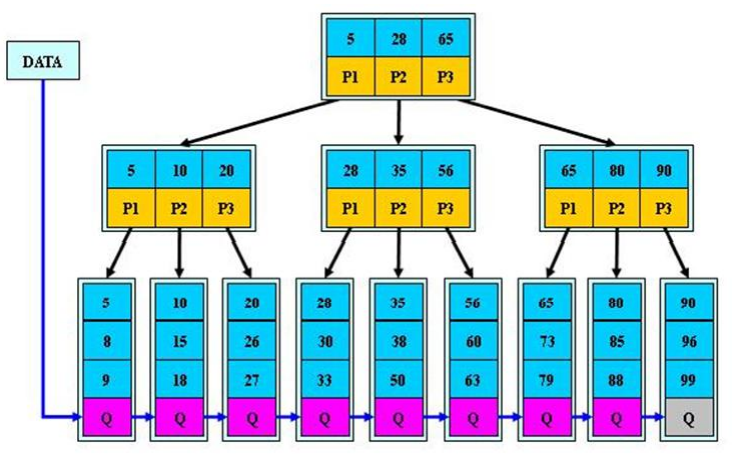 5 28 65
P1 P2 P3
DATA
5 10 20
P1 P2 P3
28 35 56
P1 P2 P3
65 80 90
P1 P2 P3
5
8
9
Q
10
15
18
Q
20
26
27
Q
28
30
33
Q
35
38
50
Q
56
60
63
Q
65
73
79
Q
80
85
88
Q
90
96
99
Q